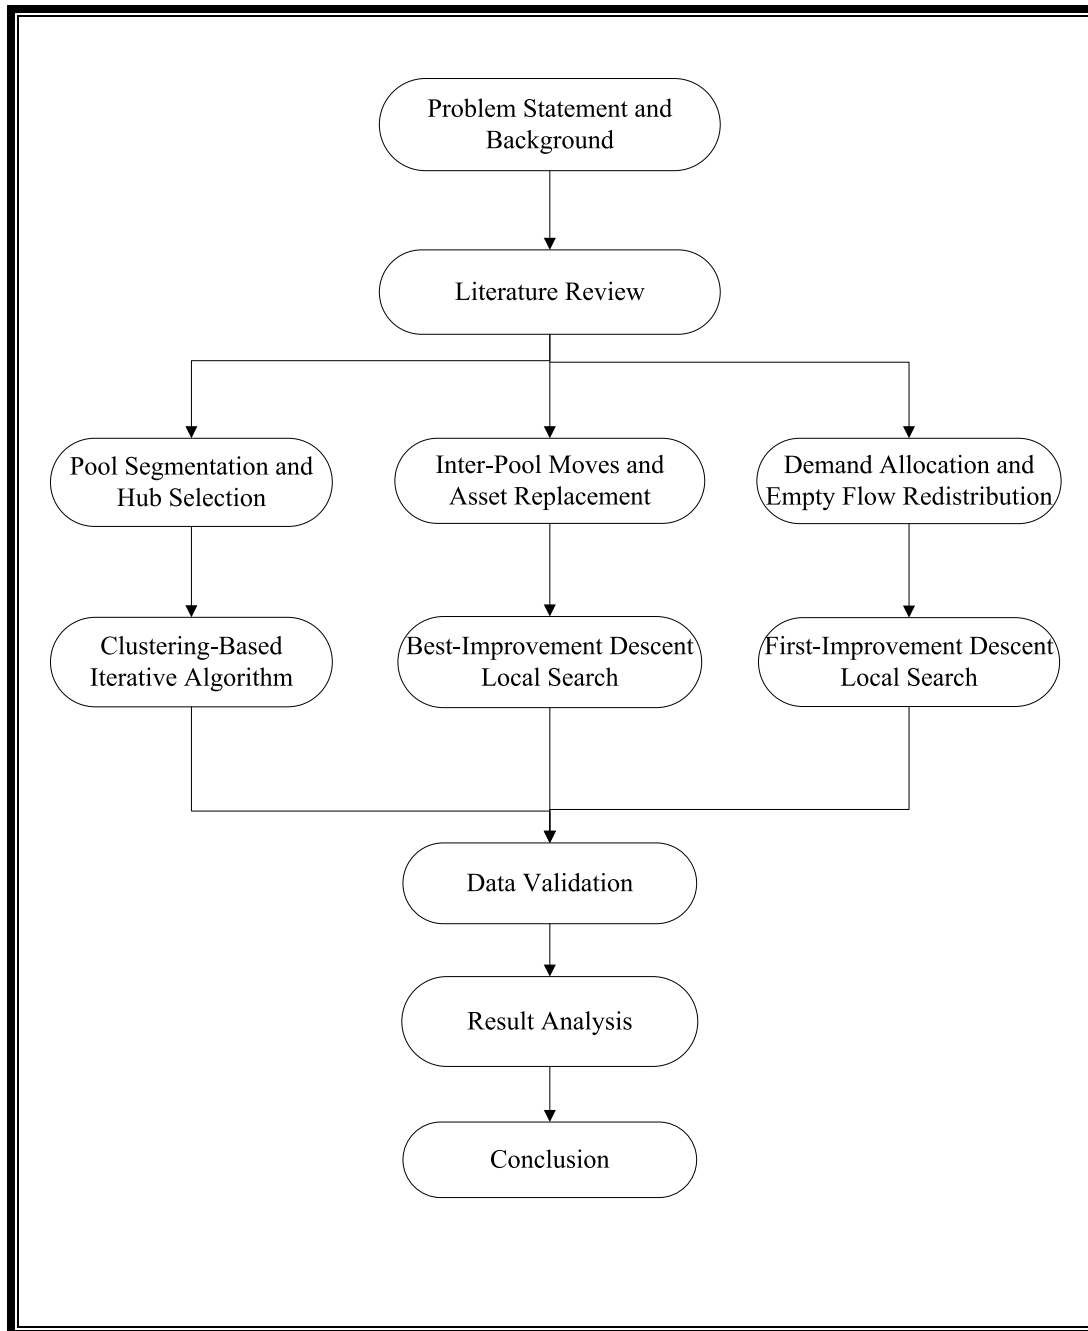 Problem Statement and
Background
Literature Review
Pool Segmentation and
Hub Selection
Inter-Pool Moves and
Asset Replacement
Demand Allocation and
Empty Flow Redistribution
Clustering-Based
Iterative Algorithm
Best-Improvement Descent
Local Search
First-Improvement Descent
Local Search
Data Validation
Result Analysis
Conclusion